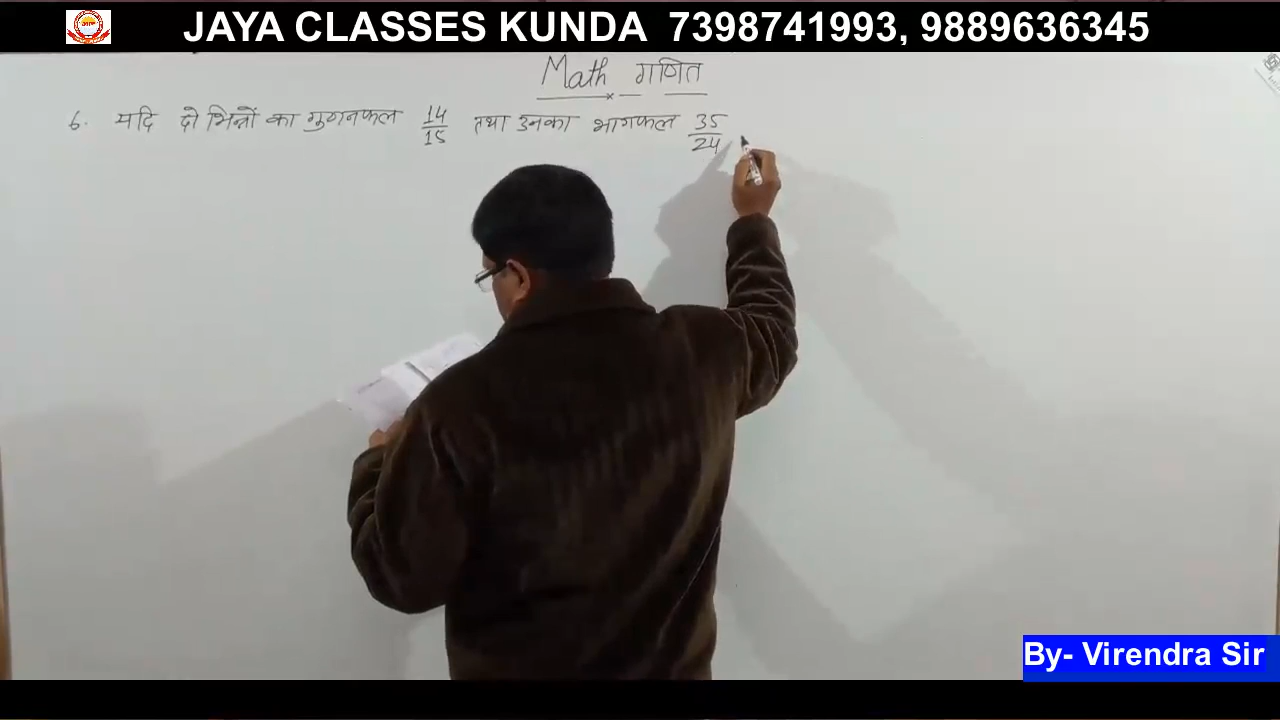 JAYA CLASSES KUNDA 7398741993, 9889636345
Math गणित
6. यदि दो भिन्नों का गुणनफल 14/15 तथा उनका भागफल 35/24
By- Virendra Sir